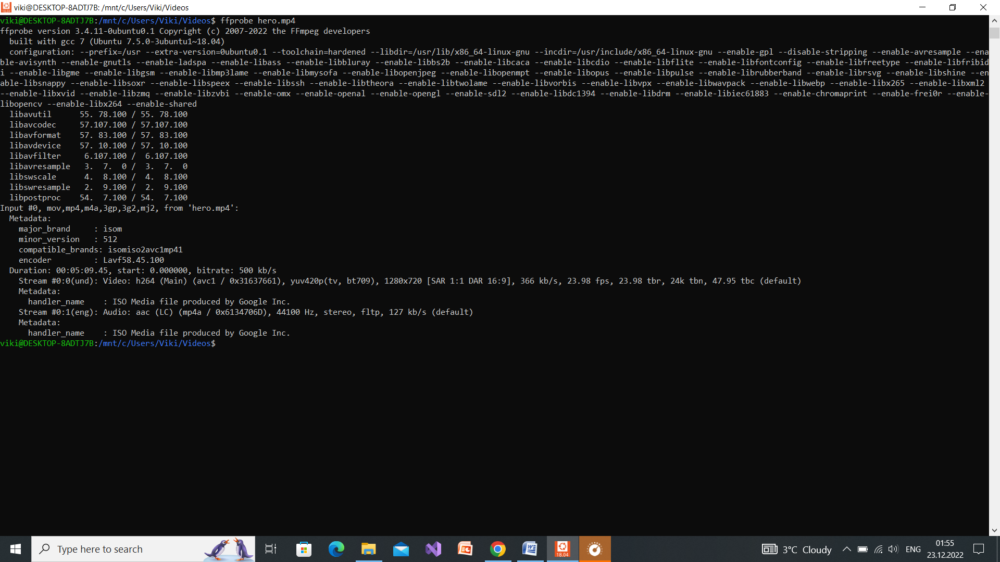 viki@DESKTOP-8ADTJ7B: /mnt/c/Users/Viki/Videos
viki@DESKTOP-8ADTJ7B:/mnt/c/Users/Viki/Videos$ ffprobe hero.mp4
ffprobe version 3.4.11-0ubuntu0.1 Copyright (c) 2007-2022 the FFmpeg developers
  built with gcc 7 (Ubuntu 7.5.0-3ubuntu1~18.04)
  configuration: --prefix=/usr --extra-version=0ubuntu0.1 --toolchain=hardened --libdir=/usr/lib/x86_64-linux-gnu --incdir=/usr/include/x86_64-linux-gnu --enable-gpl --disable-stripping --enable-avresample --ena
ble-avisynth --enable-gnutls --enable-ladspa --enable-libass --enable-libbluray --enable-libbs2b --enable-libcaca --enable-libcdio --enable-libflite --enable-libfontconfig --enable-libfreetype --enable-libfribid
i --enable-libgme --enable-libgsm --enable-libmp3lame --enable-libmysofa --enable-libopenjpeg --enable-libopenmpt --enable-libopus --enable-libpulse --enable-librubberband --enable-librsvg --enable-libshine --en
able-libsnappy --enable-libsoxr --enable-libspeex --enable-libssh --enable-libtheora --enable-libtwolame --enable-libvorbis --enable-libvpx --enable-libwavpack --enable-libwebp --enable-libx265 --enable-libxml2
--enable-libxvid --enable-libzmq --enable-libzvbi --enable-omx --enable-openal --enable-opengl --enable-sdl2 --enable-libdc1394 --enable-libdrm --enable-libiec61883 --enable-chromaprint --enable-frei0r --enable-
libopencv --enable-libx264 --enable-shared
  libavutil      55. 78.100 / 55. 78.100
  libavcodec     57.107.100 / 57.107.100
  libavformat    57. 83.100 / 57. 83.100
  libavdevice    57. 10.100 / 57. 10.100
  libavfilter     6.107.100 /  6.107.100
  libavresample   3.  7.  0 /  3.  7.  0
  libswscale      4.  8.100 /  4.  8.100
  libswresample   2.  9.100 /  2.  9.100
  libpostproc    54.  7.100 / 54.  7.100
Input #0, mov,mp4,m4a,3gp,3g2,mj2, from 'hero.mp4':
  Metadata:
    major_brand     : isom
    minor_version   : 512
    compatible_brands: isomiso2avc1mp41
    encoder         : Lavf58.45.100
  Duration: 00:05:09.45, start: 0.000000, bitrate: 500 kb/s
    Stream #0:0(und): Video: h264 (Main) (avc1 / 0x31637661), yuv420p(tv, bt709), 1280x720 [SAR 1:1 DAR 16:9], 366 kb/s, 23.98 fps, 23.98 tbr, 24k tbn, 47.95 tbc (default)
    Metadata:
      handler_name    : ISO Media file produced by Google Inc.
    Stream #0:1(eng): Audio: aac (LC) (mp4a / 0x6134706D), 44100 Hz, stereo, fltp, 127 kb/s (default)
    Metadata:
      handler_name    : ISO Media file produced by Google Inc.
viki@DESKTOP-8ADTJ7B:/mnt/c/Users/Viki/Videos$
Type here to search
18.04
3°C Cloudy
ENG
01:55
23.12.2022